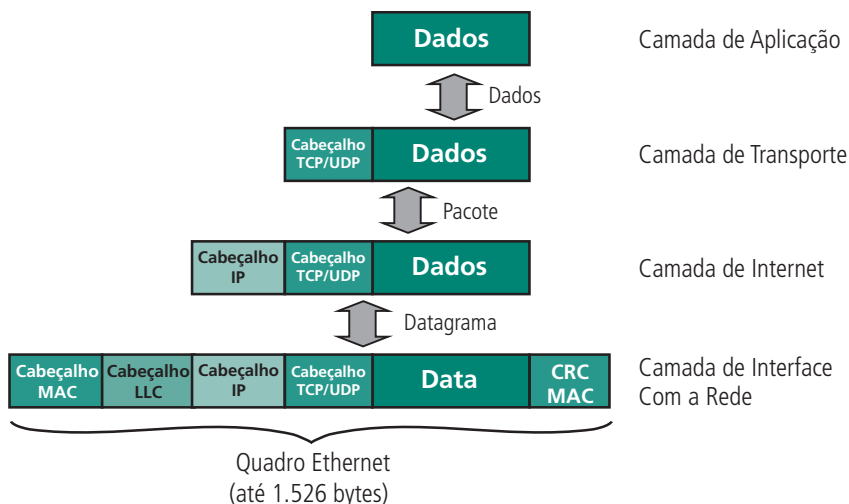 Dados
Camada de Aplicação
Dados
Cabeçalho
TCP/UDP
Dados
Camada de Transporte
Pacote
Cabeçalho
IP
Cabeçalho
TCP/UDP
Dados
Camada de Internet
Datagrama
Cabeçalho
MAC
Cabeçalho
LLC
Cabeçalho
IP
Cabeçalho
TCP/UDP
Data
CRC
MAC
Camada de Interface
Com a Rede
Quadro Ethernet
(até 1.526 bytes)